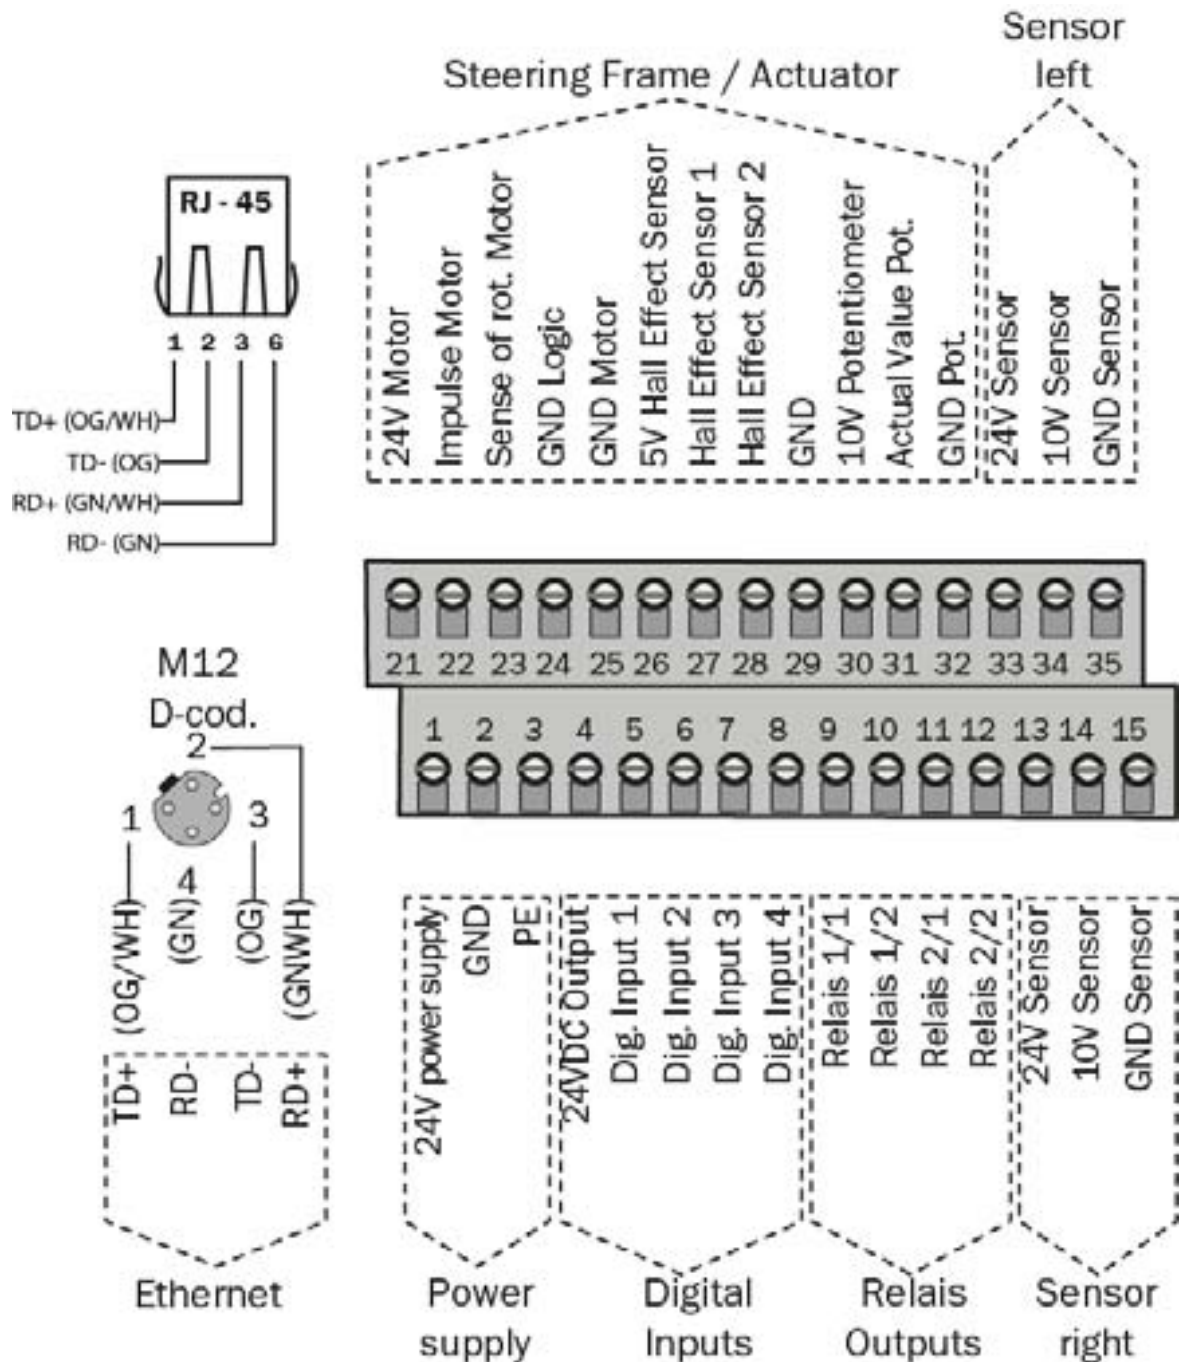 Sensor
left
Steering Frame / Actuator
RJ - 45
1 2 3 6
TD+ (OG/WH)
TD- (OG)
RD+ (GN/WH)
RD- (GN)
24V Motor
Impulse Motor
Sense of rot. Motor
GND Logic
GND Motor
5V Hall Effect Sensor
Hall Effect Sensor 1
Hall Effect Sensor 2
GND
10V Potentiometer
Actual Value Pot.
GND Pot.
24V Sensor
10V Sensor
GND Sensor
21 22 23 24 25 26 27 28 29 30 31 32 33 34 35
1 2 3 4 5 6 7 8 9 10 11 12 13 14 15
M12
D-cod.
2
1 3
4
(OG/WH)
(GN)
(OG)
(GNWH)
TD+
RD-
TD-
RD+
Ethernet
24V power supply
GND
PE
24VDC Output
Dig. Input 1
Dig. Input 2
Dig. Input 3
Dig. Input 4
Relais 1/1
Relais 1/2
Relais 2/1
Relais 2/2
24V Sensor
10V Sensor
GND Sensor
Power
supply
Digital
Inputs
Relais
Outputs
Sensor
right